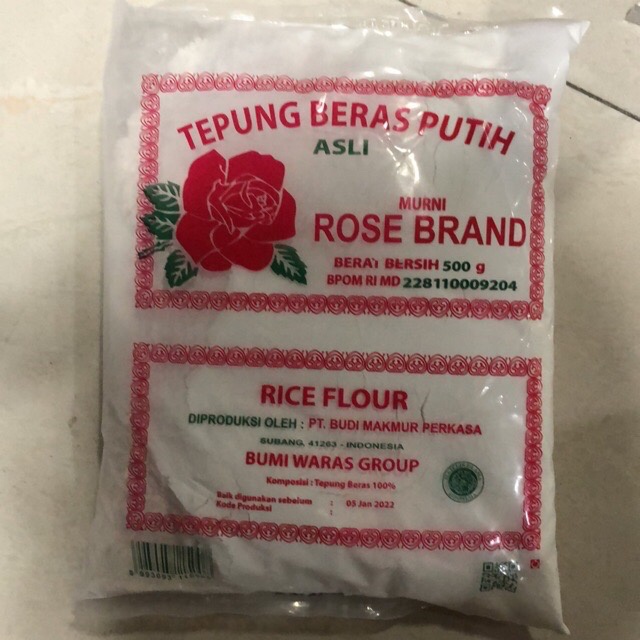 TEPUNG BERAS PUTIH
ASLI
MURNI
ROSE BRAND
BERAT BERSIH 500 g
BPOM RI MD 228110009204
RICE FLOUR
DIPRODUKSI OLEH : PT. BUDI MAKMUR PERKASA
SUBANG, 41263 - INDONESIA
BUMI WARAS GROUP
Komposisi : Tepung Beras 100%
Baik digunakan sebelum : 05 Jan 2022
Kode Produksi :